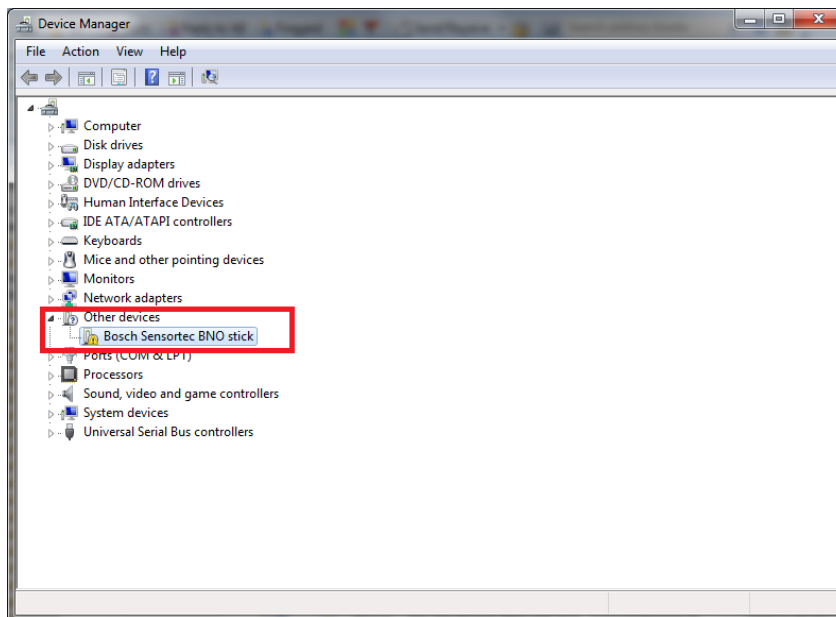 Device Manager
File Action View Help
Computer
Disk drives
Display adapters
DVD/CD-ROM drives
Human Interface Devices
IDE ATA/ATAPI controllers
Keyboards
Mice and other pointing devices
Monitors
Network adapters
Other devices
Bosch Sensortec BNO stick
Ports (COM & LPT)
Processors
Sound, video and game controllers
System devices
Universal Serial Bus controllers